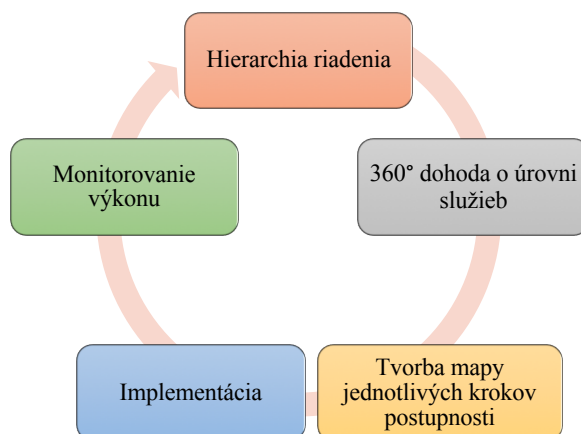 Hierarchia riadenia
360° dohoda o úrovni
služieb
Tvorba mapy
jednotlivých krokov
postupnosti
Implementácia
Monitorovanie
výkonu